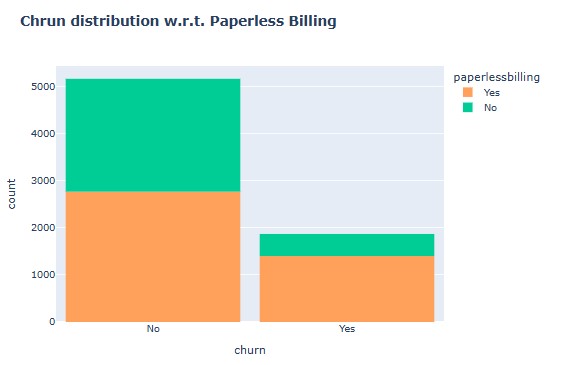 Chrun distribution w.r.t. Paperless Billing
paperlessbilling
Yes
No
5000
4000
3000
2000
1000
0
count
No
Yes
churn